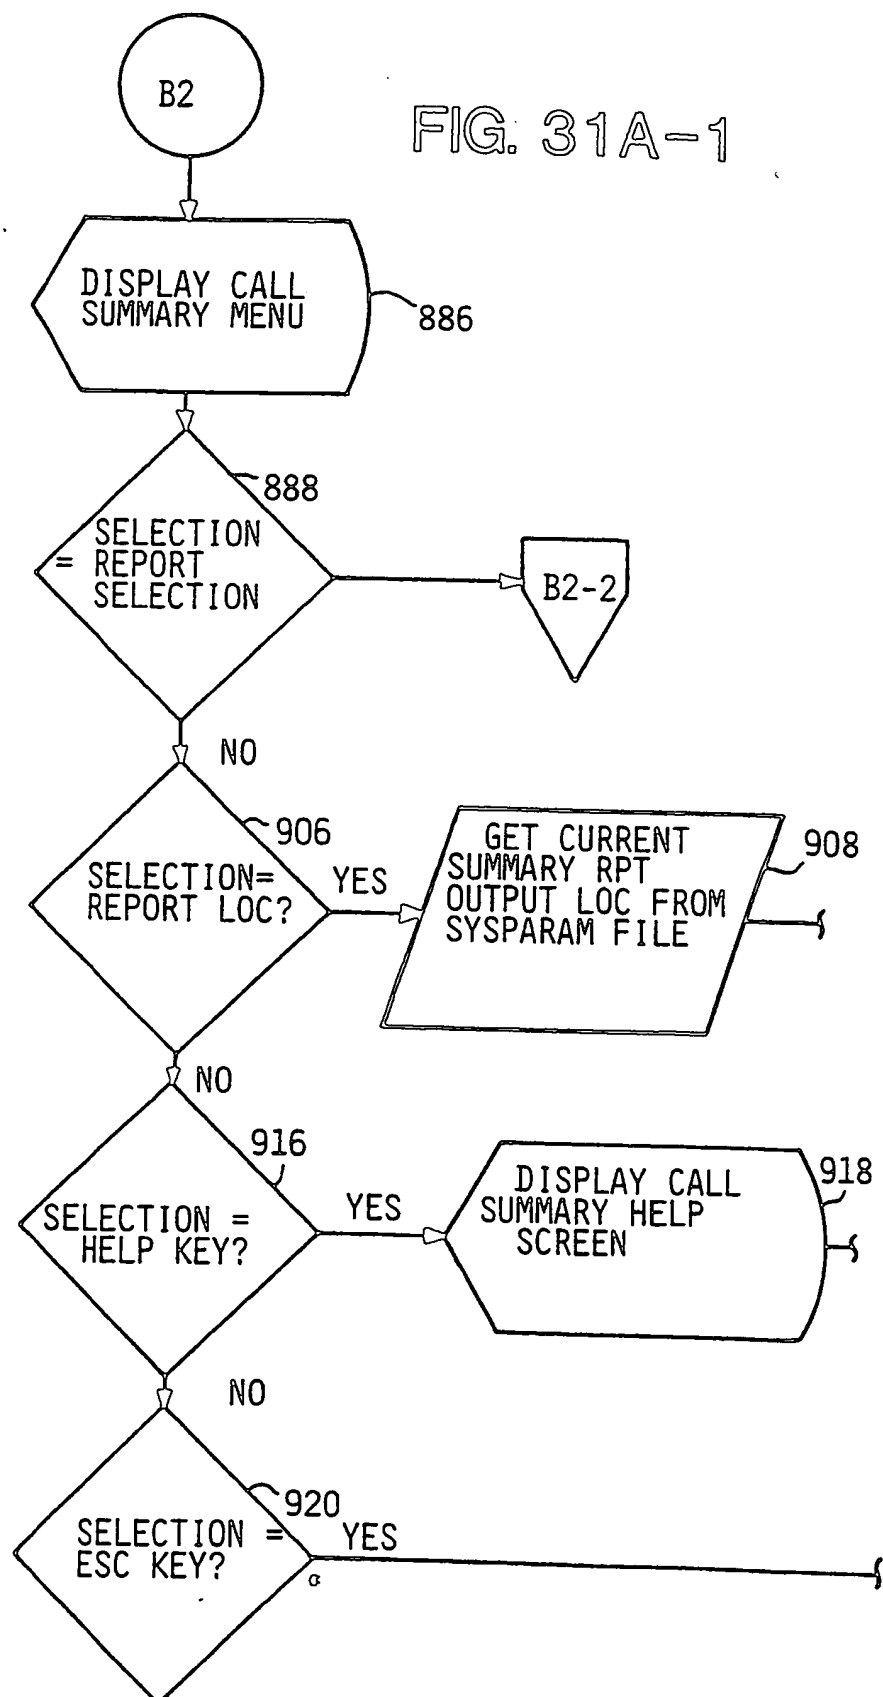 B2
FIG. 31A-1
DISPLAY CALL
SUMMARY MENU
886
888
SELECTION
= REPORT
SELECTION
B2-2
NO
906
SELECTION=
REPORT LOC?
YES
GET CURRENT
SUMMARY RPT
OUTPUT LOC FROM
SYSPARAM FILE
908
NO
916
SELECTION =
HELP KEY?
YES
DISPLAY CALL
SUMMARY HELP
SCREEN
918
NO
920
SELECTION =
ESC KEY?
YES